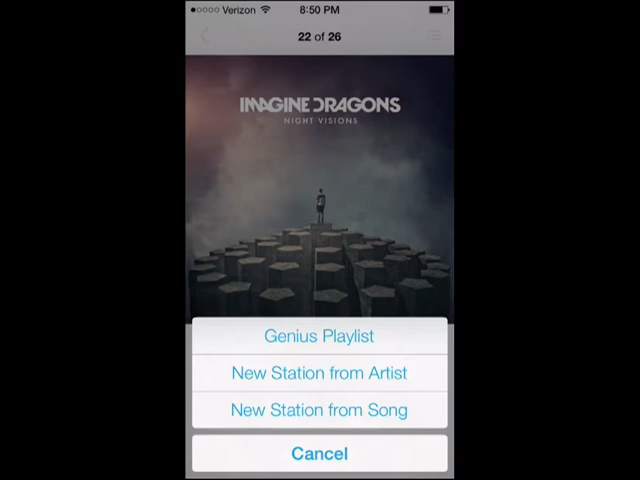 Verizon 8:50 PM
22 of 26
IMAGINE DRAGONS
NIGHT VISIONS
Genius Playlist
New Station from Artist
New Station from Song
Cancel